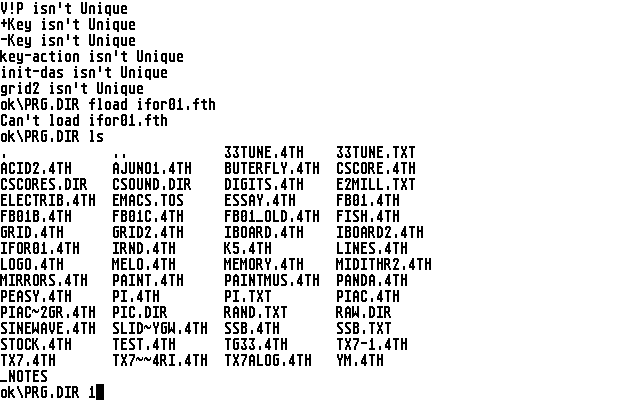 V!P isn't Unique
+Key isn't Unique
-Key isn't Unique
key-action isn't Unique
init-das isn't Unique
grid2 isn't Unique
ok\PRG.DIR fload ifor01.fth
Can't load ifor01.fth
ok\PRG.DIR ls
. .. 33TUNE.4TH 33TUNE.TXT
ACID2.4TH AJUNO1.4TH BUTERFLY.4TH CSCORE.4TH
CSCORES.DIR CSOUND.DIR DIGITS.4TH E2MILL.TXT
ELECTRIB.4TH EMACS.TOS ESSAY.4TH FB01.4TH
FB01B.4TH FB01C.4TH FB01_OLD.4TH FISH.4TH
GRID.4TH GRID2.4TH IBOARD.4TH IBOARD2.4TH
IFOR01.4TH IRND.4TH K5.4TH LINES.4TH
LOGO.4TH MELO.4TH MEMORY.4TH MIDITHR2.4TH
MIRRORS.4TH PAINT.4TH PAINTMUS.4TH PANDA.4TH
PEASY.4TH PI.4TH PI.TXT PIAC.4TH
PIAC~2GR.4TH PIC.DIR RAND.TXT RAW.DIR
SINEWAVE.4TH SLID~YGW.4TH SSB.4TH SSB.TXT
STOCK.4TH TEST.4TH TG33.4TH TX7-1.4TH
TX7.4TH TX7~~4RI.4TH TX7ALOG.4TH YM.4TH
_NOTES
ok\PRG.DIR 1